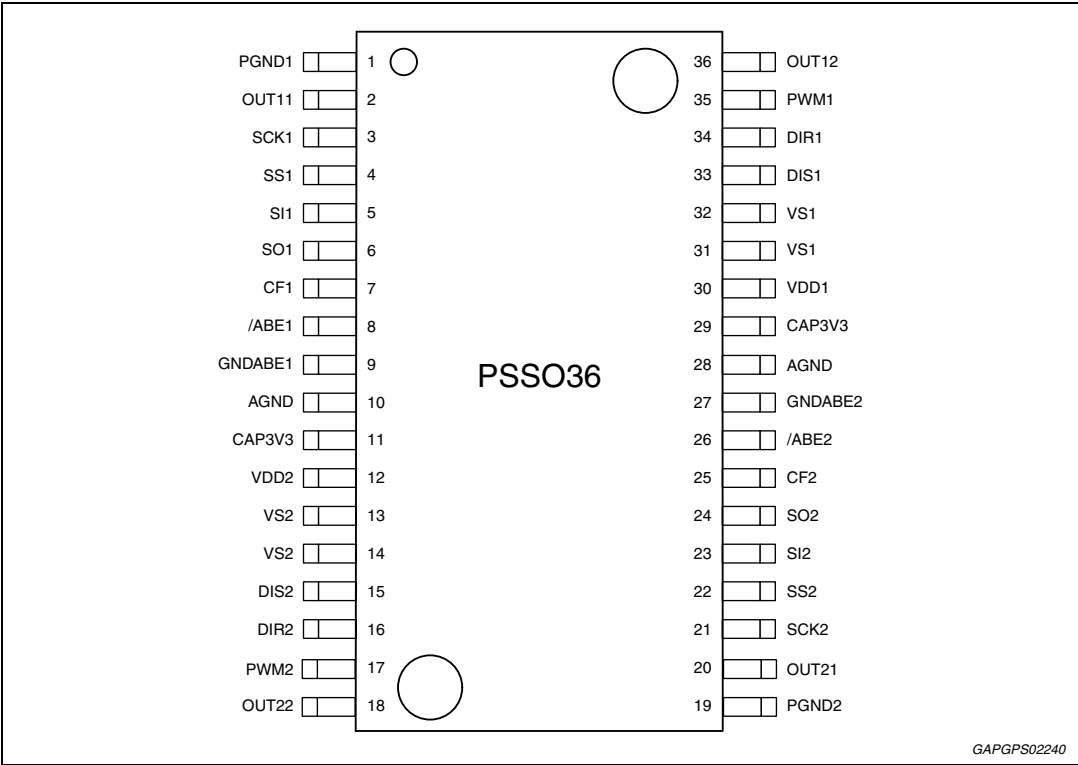 PGND1 1 36 OUT12
OUT11 2 35 PWM1
SCK1 3 34 DIR1
SS1 4 33 DIS1
SI1 5 32 VS1
SO1 6 31 VS1
CF1 7 30 VDD1
/ABE1 8 29 CAP3V3
GNDABE1 9 28 AGND
PSSO36
AGND 10 27 GNDABE2
CAP3V3 11 26 /ABE2
VDD2 12 25 CF2
VS2 13 24 SO2
VS2 14 23 SI2
DIS2 15 22 SS2
DIR2 16 21 SCK2
PWM2 17 20 OUT21
OUT22 18 19 PGND2
GAPGPS02240